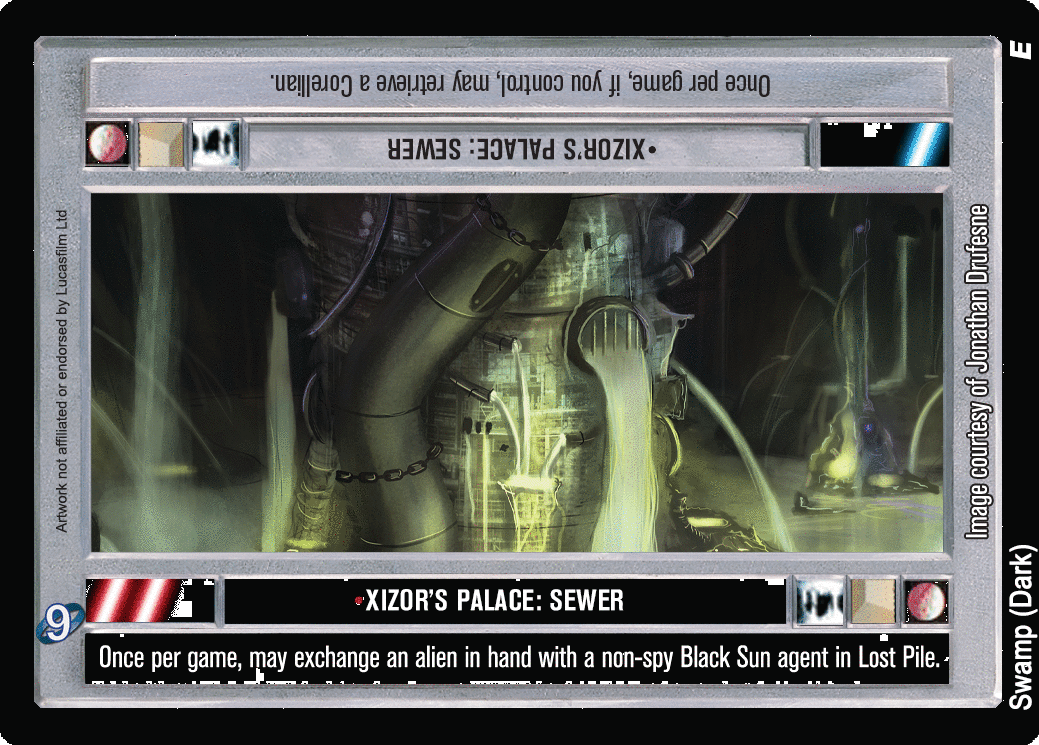 Once per game, if you control, may retrieve a Corellian.
•XIZOR'S PALACE: SEWER
•XIZOR'S PALACE: SEWER
Once per game, may exchange an alien in hand with a non-spy Black Sun agent in Lost Pile.
9
Artwork not affiliated or endorsed by Lucasfilm Ltd
Image courtesy of Jonathan Drufesne
E
Swamp (Dark)